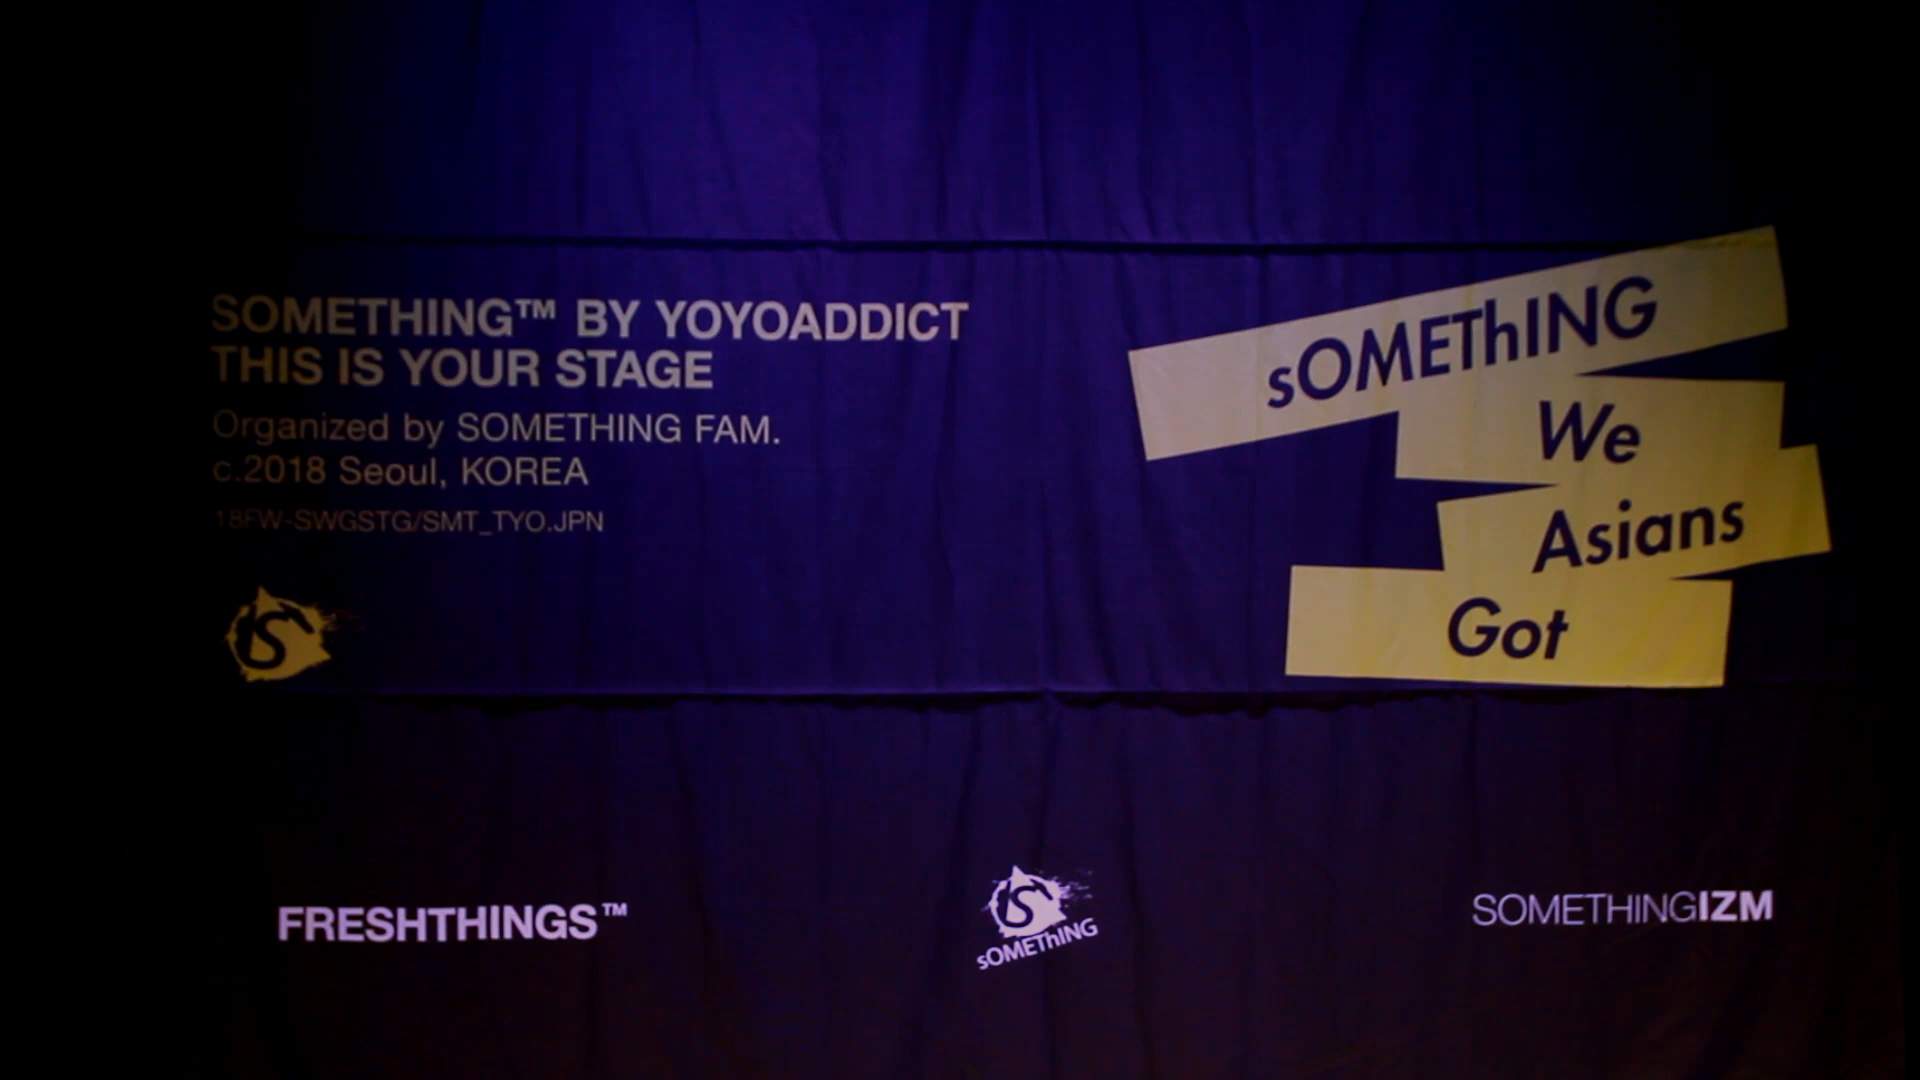 SOMETHING™ BY YOYOADDICT
THIS IS YOUR STAGE
Organized by SOMETHING FAM.
c.2018 Seoul, KOREA
18FW-SWGSTG/SMT_TYO.JPN
sOMEThING
We
Asians
Got
FRESHTHINGS™
sOMEThING
SOMETHINGIZM